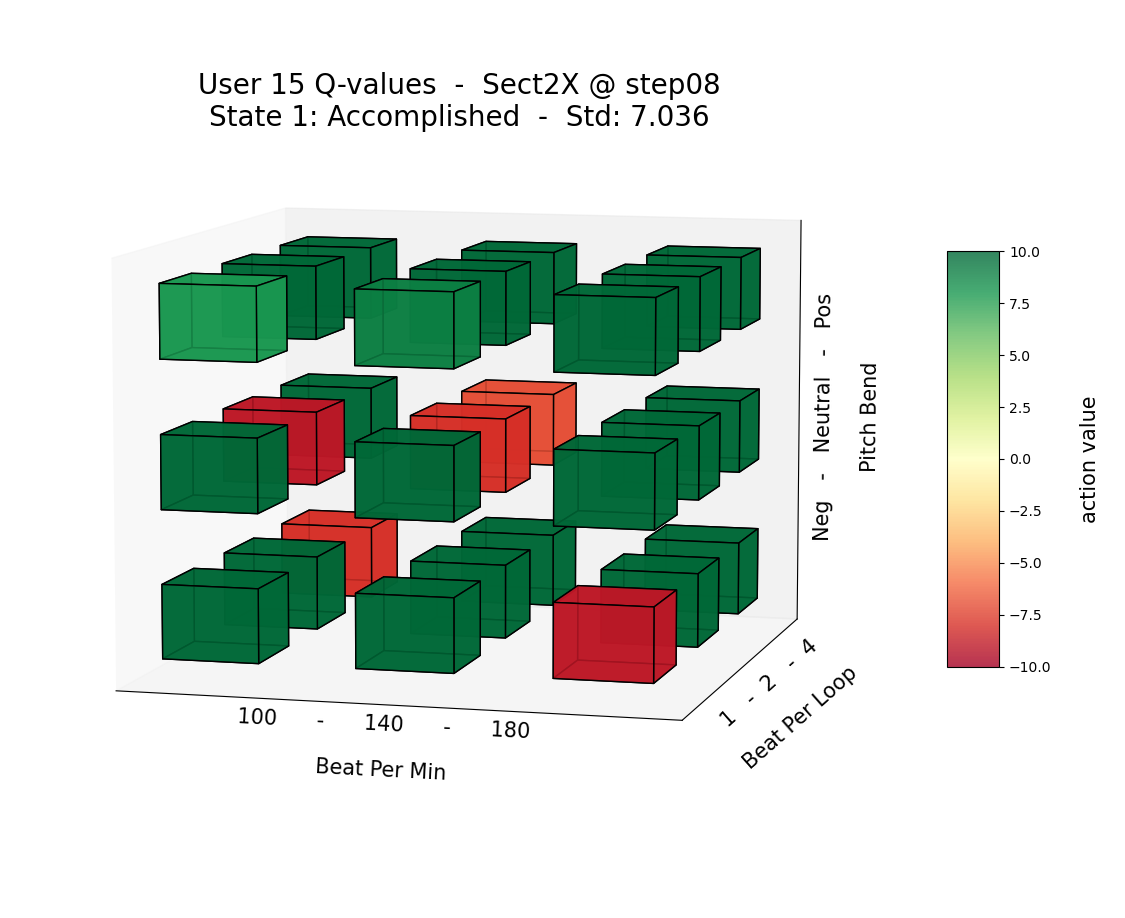 User 15 Q-values - Sect2X @ step08
State 1: Accomplished - Std: 7.036
100 - 140 - 180
Beat Per Min
1 - 2 - 4
Beat Per Loop
Neg - Neutral - Pos
Pitch Bend
10.0
7.5
5.0
2.5
0.0
−2.5
−5.0
−7.5
−10.0
action value